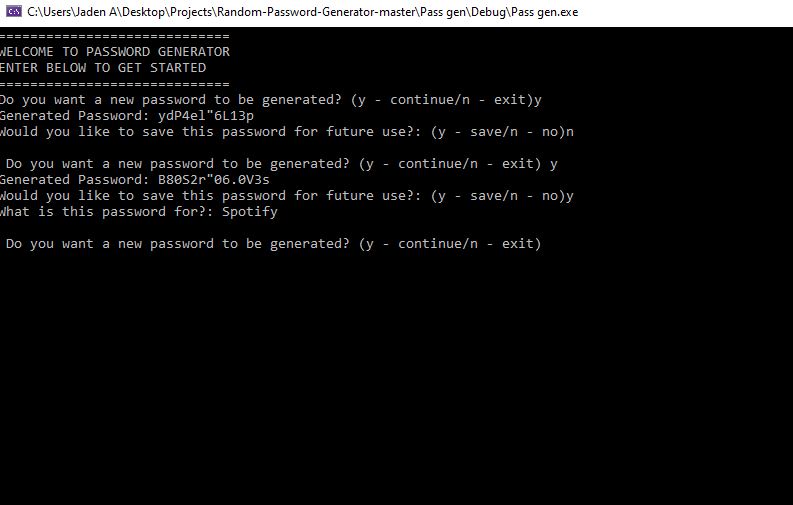 C:\Users\Jaden A\Desktop\Projects\Random-Password-Generator-master\Pass gen\Debug\Pass gen.exe
=============================
WELCOME TO PASSWORD GENERATOR
ENTER BELOW TO GET STARTED
=============================
Do you want a new password to be generated? (y - continue/n - exit)y
Generated Password: ydP4el"6L13p
Would you like to save this password for future use?: (y - save/n - no)n
Do you want a new password to be generated? (y - continue/n - exit) y
Generated Password: B80S2r"06.0V3s
Would you like to save this password for future use?: (y - save/n - no)y
What is this password for?: Spotify
Do you want a new password to be generated? (y - continue/n - exit)